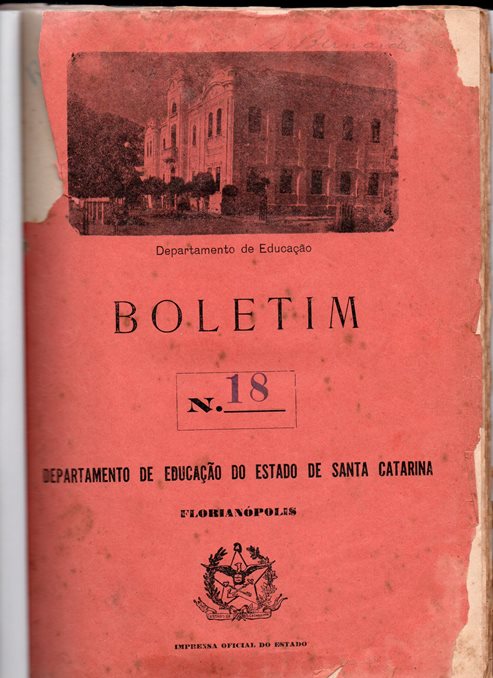 Departamento de Educação
BOLETIM
N. 18
DEPARTAMENTO DE EDUCAÇÃO DO ESTADO DE SANTA CATARINA
FLORIANÓPOLIS
IMPRENSA OFICIAL DO ESTADO